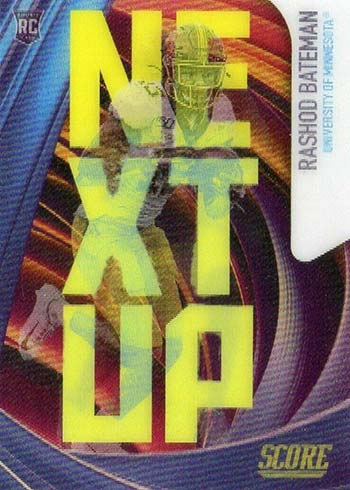 RC
NE
XT
UP
RASHOD BATEMAN
UNIVERSITY OF MINNESOTA®
SCORE